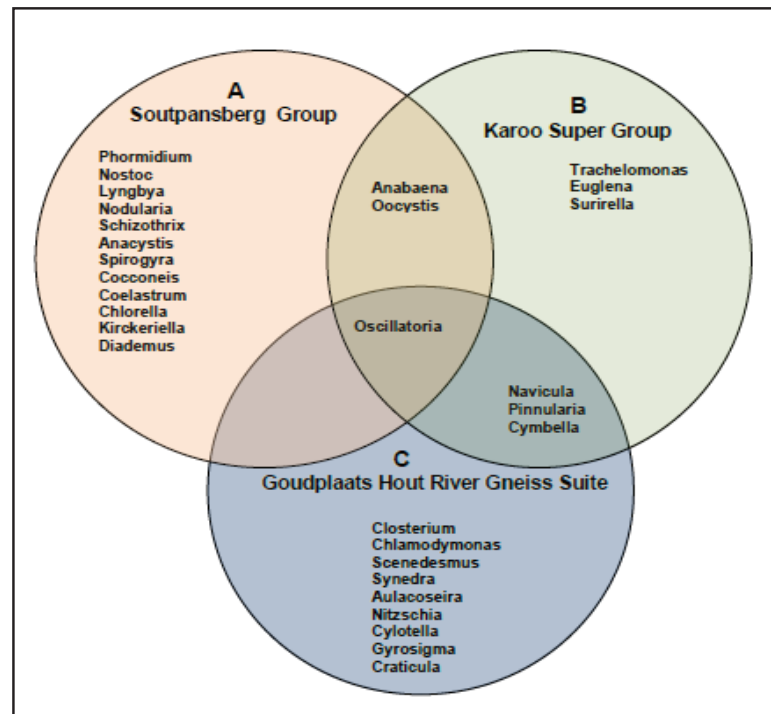 A
Soutpansberg Group
Phormidium
Nostoc
Lyngbya
Nodularia
Schizothrix
Anacystis
Spirogyra
Cocconeis
Coelastrum
Chlorella
Kirckeriella
Diademus
Anabaena
Oocystis
B
Karoo Super Group
Trachelomonas
Euglena
Surirella
Oscillatoria
Navicula
Pinnularia
Cymbella
C
Goudplaats Hout River Gneiss Suite
Closterium
Chlamodymonas
Scenedesmus
Synedra
Aulacoseira
Nitzschia
Cylotella
Gyrosigma
Craticula